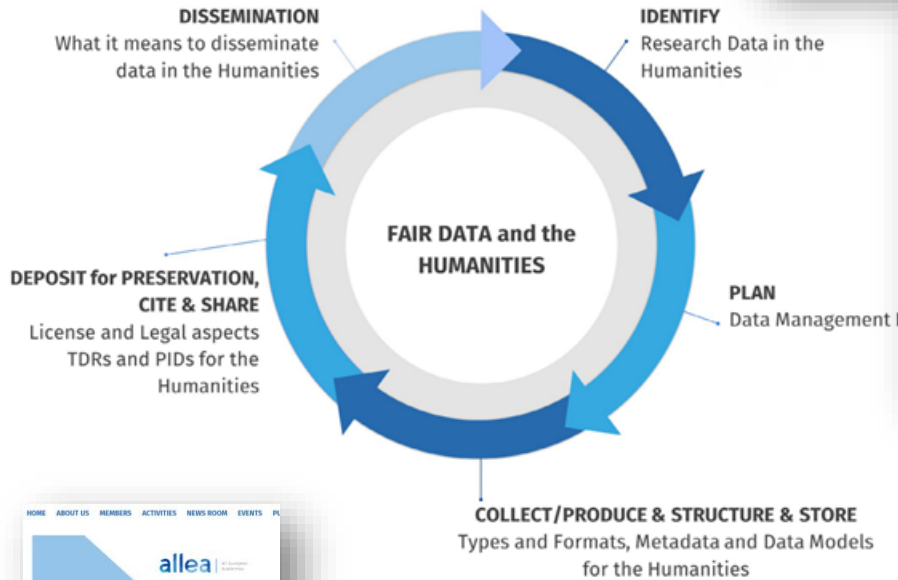 DISSEMINATION
What it means to disseminate
data in the Humanities
IDENTIFY
Research Data in the
Humanities
FAIR DATA and the
HUMANITIES
PLAN
Data Management
DEPOSIT for PRESERVATION,
CITE & SHARE
License and Legal aspects
TDRs and PIDs for the
Humanities
COLLECT/PRODUCE & STRUCTURE & STORE
Types and Formats, Metadata and Data Models
for the Humanities
HOME ABOUT US MEMBERS ACTIVITIES NEWS ROOM EVENTS
allea